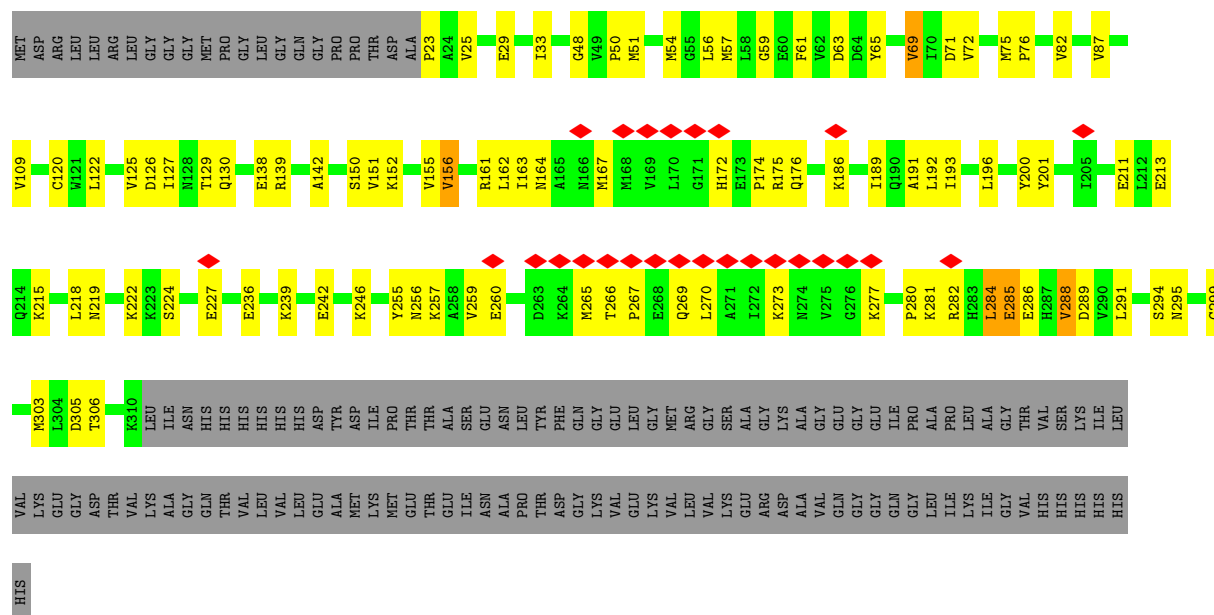 MET ASP ARG LEU LEU ARG LEU GLY GLY GLY MET PRO GLY LEU GLY GLN GLY PRO PRO THR ASP ALA P23 A24 V25 E29 I33 G48 V49 P50 M51 M54 G55 L56 M57 L58 G59 E60 F61 V62 D63 D64 Y65 V69 I70 D71 V72 M75 P76 V82 V87
V109 C120 W121 L122 V125 D126 I127 N128 T129 Q130 E138 R139 A142 S150 V151 K152 V155 V156 R161 L162 I163 N164 A165 N166 M167 M168 V169 L170 G171 H172 E173 P174 R175 Q176 K186 I189 Q190 A191 L192 I193 L196 Y200 Y201 I205 E211 L212 E213
Q214 K215 L218 N219 K222 K223 S224 E227 E236 K239 E242 K246 Y255 N256 K257 A258 V259 E260 D263 K264 M265 T266 P267 E268 Q269 L270 A271 I272 K273 N274 V275 G276 K277 P280 K281 R282 H283 L284 E285 E286 H287 V288 D289 V290 L291 S294 N295
M303 L304 D305 T306 K310 LEU ILE ASN HIS HIS HIS HIS HIS HIS ASP TYR ASP ILE PRO THR THR ALA SER GLU ASN LEU TYR PHE GLN GLY GLU LEU GLY MET ARG GLY SER ALA GLY LYS ALA GLY GLU GLY GLU ILE PRO ALA PRO LEU ALA GLY THR VAL SER LYS ILE LEU
VAL LYS GLU GLY ASP THR VAL LYS ALA GLY GLN THR VAL LEU VAL LEU GLU ALA MET LYS MET GLU THR GLU ILE ASN ALA PRO THR ASP GLY LYS VAL GLU LYS VAL LEU VAL LYS GLU ARG ASP ALA VAL GLN GLY GLY GLN GLY LEU ILE LYS ILE GLY VAL HIS HIS HIS HIS HIS
HIS